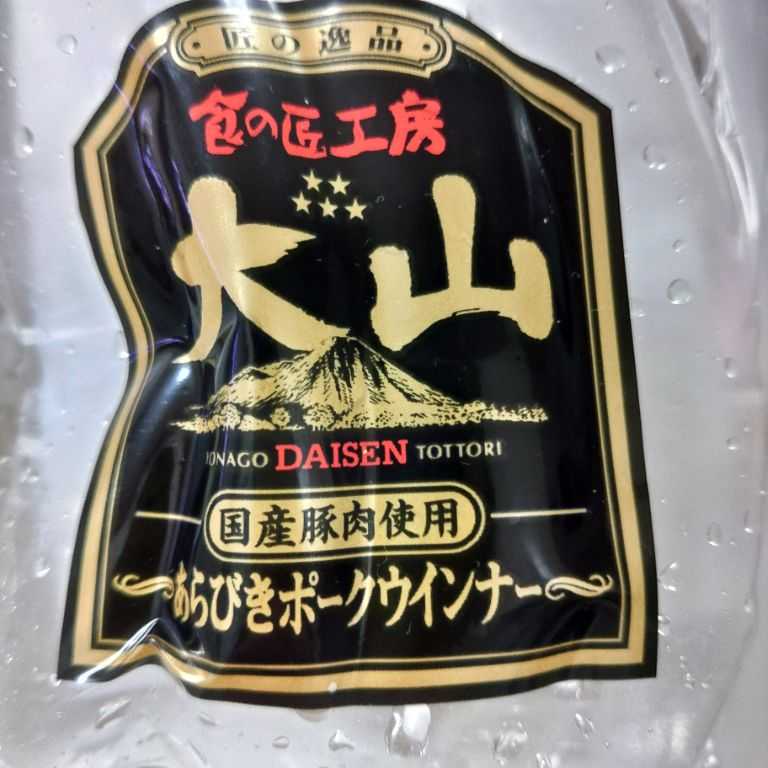 匠の逸品
食の匠工房
大山
YONAGO DAISEN TOTTORI
国産豚肉使用
あらびきポークウインナー